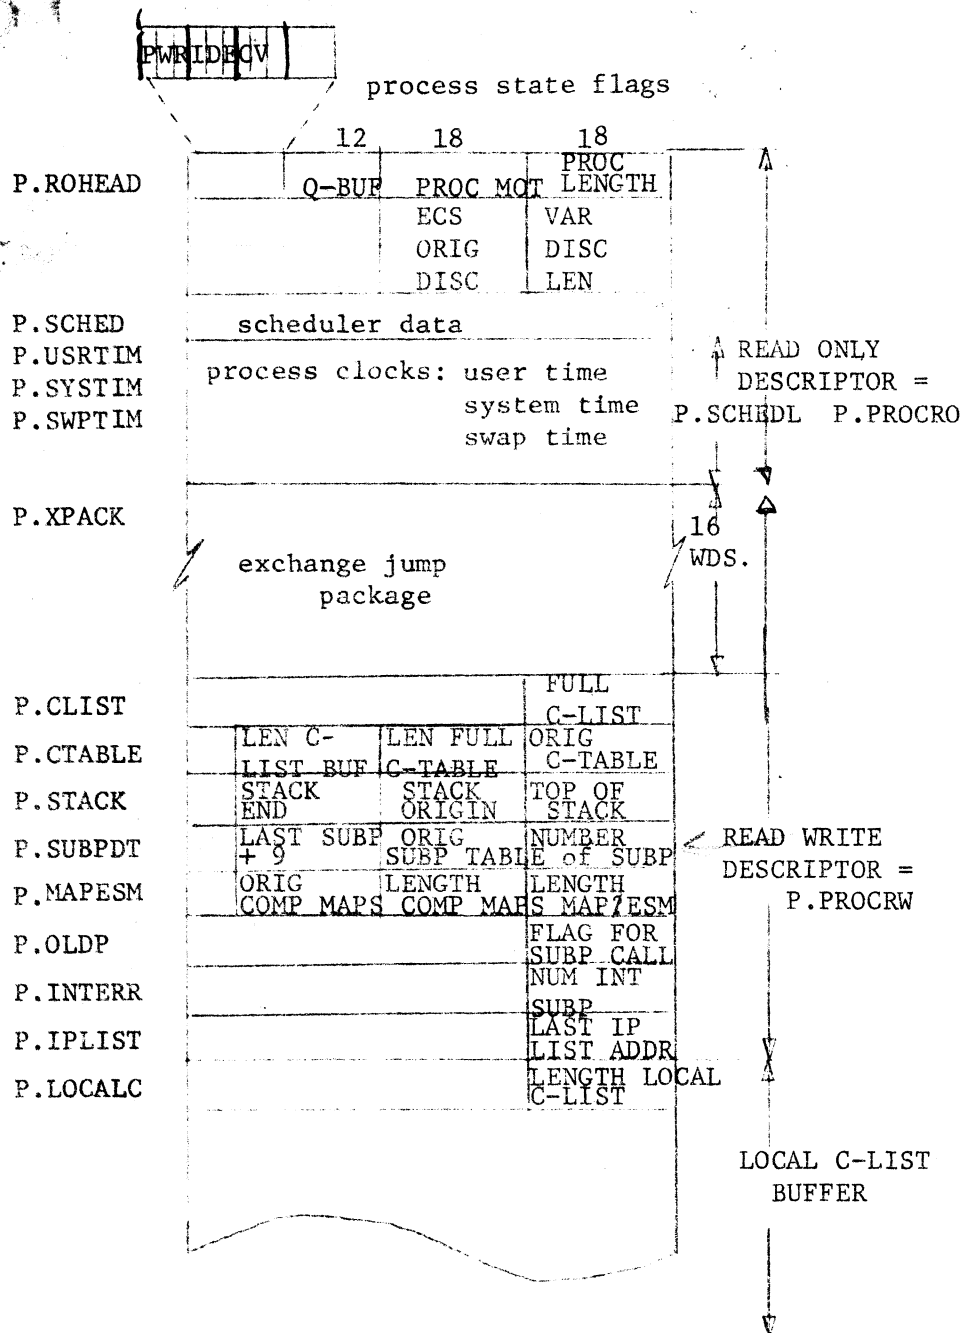 PWRIDECV
process state flags
12 18 18
P.ROHEAD Q-BUF PROC MOT PROC LENGTH
ECS VAR
ORIG DISC
DISC LEN
P.SCHED scheduler data
P.USRTIM
P.SYSTIM
P.SWPTIM
process clocks: user time
system time
swap time
READ ONLY
DESCRIPTOR =
P.SCHEDL P.PROCRO
P.XPACK
16
WDS.
exchange jump
package
P.CLIST
FULL
C-LIST
P.CTABLE
LEN C-
LIST BUF
LEN FULL
C-TABLE
ORIG
C-TABLE
P.STACK
STACK
END
STACK
ORIGIN
TOP OF
STACK
P.SUBPDT
LAST SUBP
+ 9
ORIG
SUBP TABLE
NUMBER
of SUBP
READ WRITE
DESCRIPTOR =
P.PROCRW
P.MAPESM
ORIG
COMP MAPS
LENGTH
COMP MAPS
LENGTH
MAP/ESM
P.OLDP
FLAG FOR
SUBP CALL
P.INTERR
NUM INT
SUBP
P.IPLIST
LAST IP
LIST ADDR
P.LOCALC
LENGTH LOCAL
C-LIST
LOCAL C-LIST
BUFFER